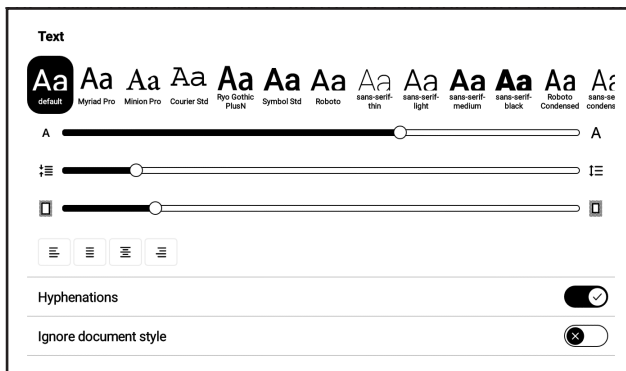 Text
Aa Aa Aa Aa Aa Aa Aa Aa Aa Aa Aa Aa
default Myriad Pro Minion Pro Courier Std Ryo Gothic PlusN Symbol Std Roboto sans-serif-thin sans-serif-light sans-serif-medium sans-serif-black Roboto Condensed
A A
Hyphenations
Ignore document style